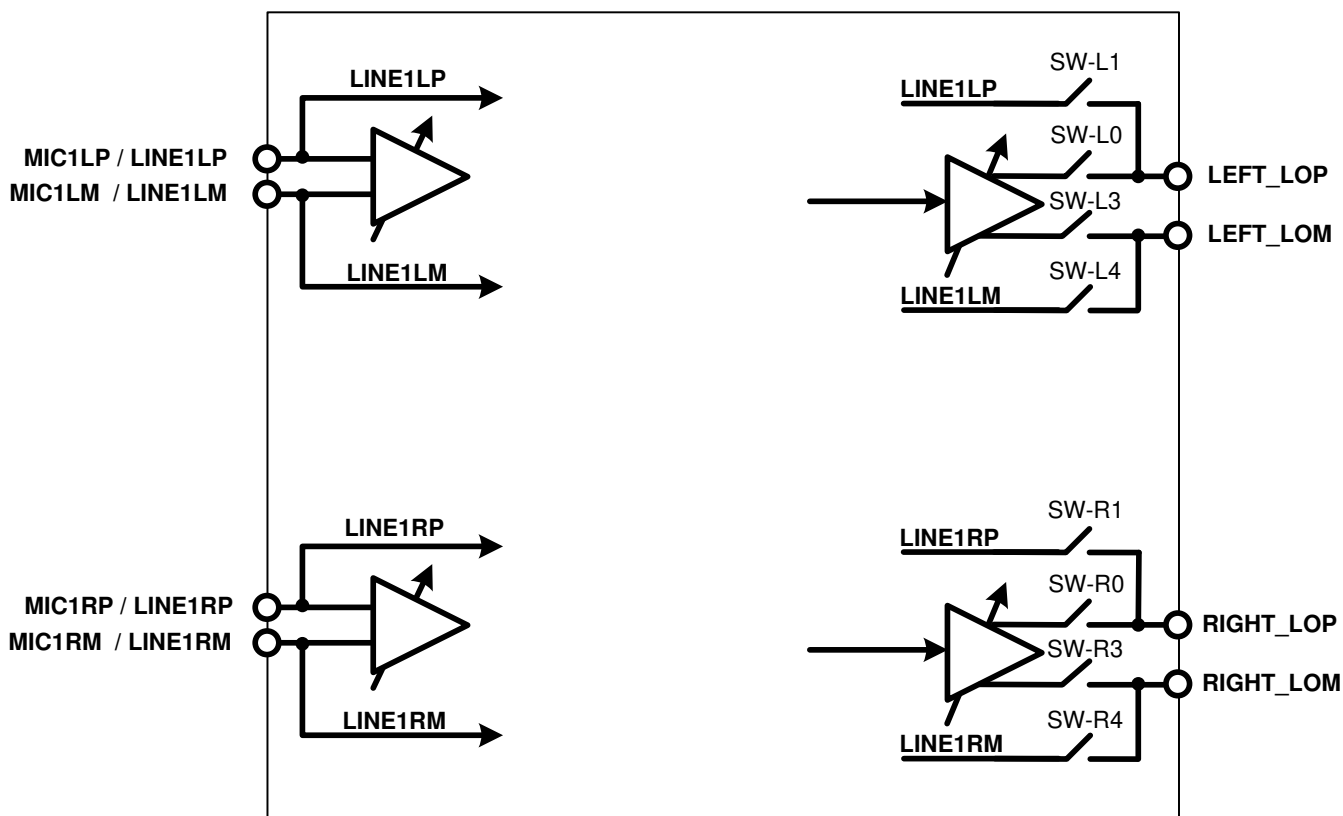 LINE1LP
MIC1LP / LINE1LP
MIC1LM / LINE1LM
LINE1LM
SW-L1
LINE1LP
SW-L0
LEFT_LOP
SW-L3
LEFT_LOM
SW-L4
LINE1LM
LINE1RP
MIC1RP / LINE1RP
MIC1RM / LINE1RM
LINE1RM
SW-R1
LINE1RP
SW-R0
RIGHT_LOP
SW-R3
RIGHT_LOM
SW-R4
LINE1RM